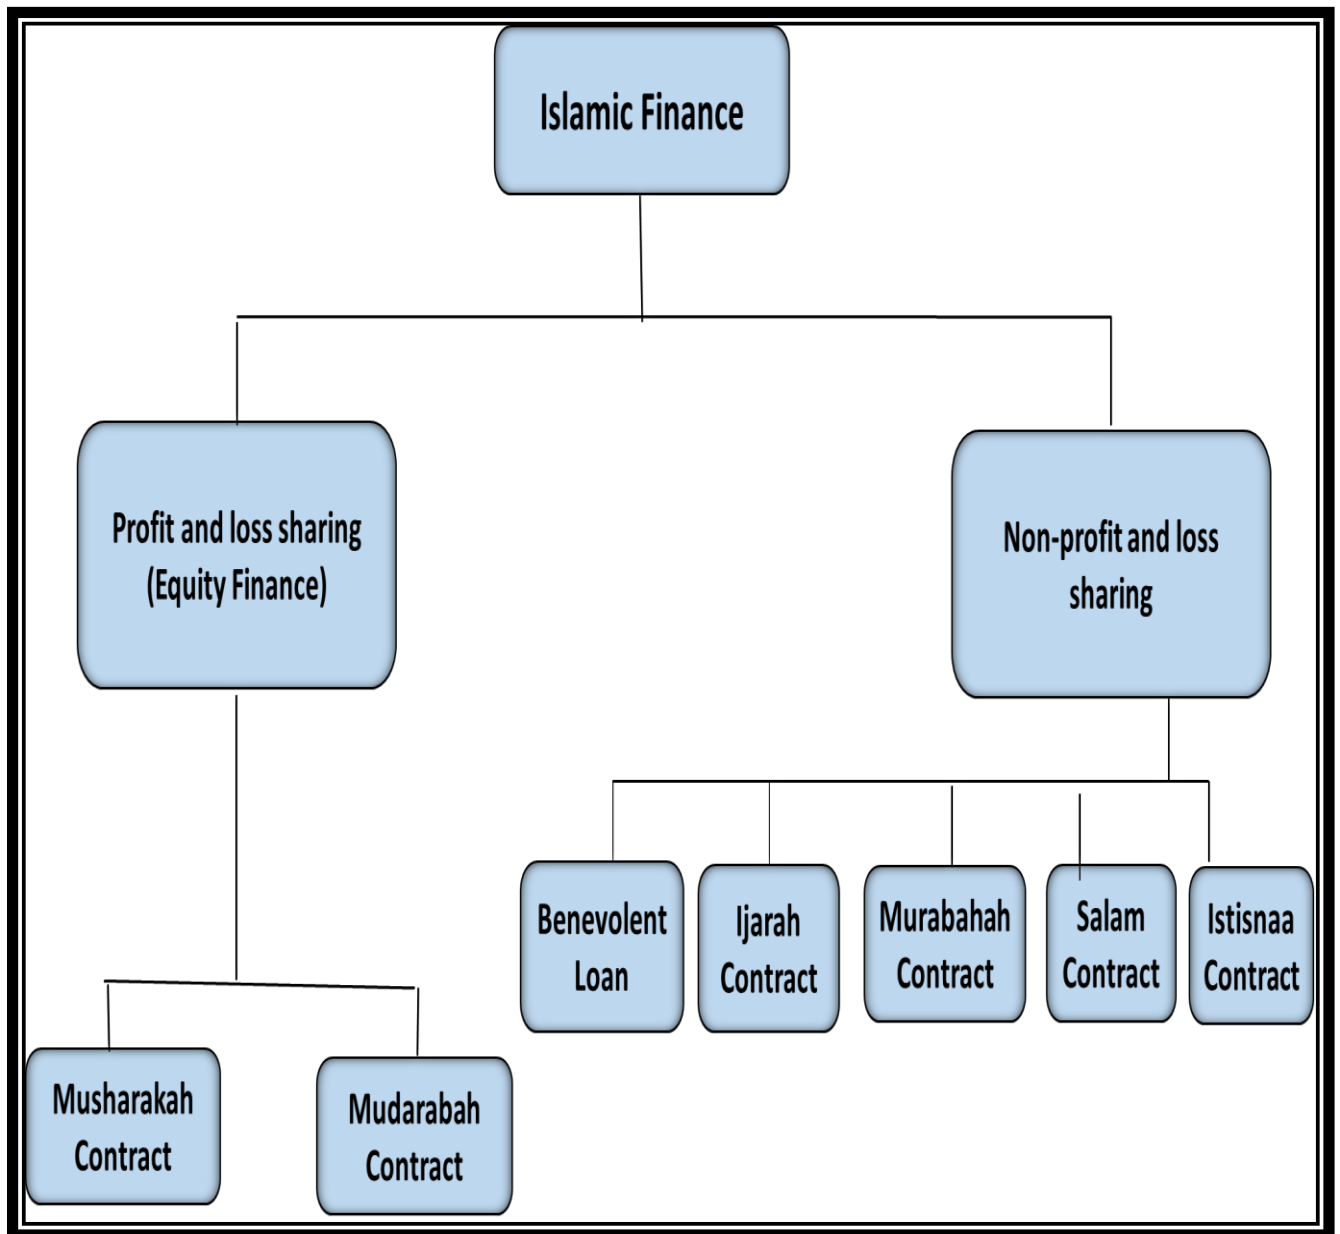 Islamic Finance
Profit and loss sharing
(Equity Finance)
Non-profit and loss
sharing
Benevolent
Loan
Ijarah
Contract
Murabahah
Contract
Salam
Contract
Istisnaa
Contract
Musharakah
Contract
Mudarabah
Contract